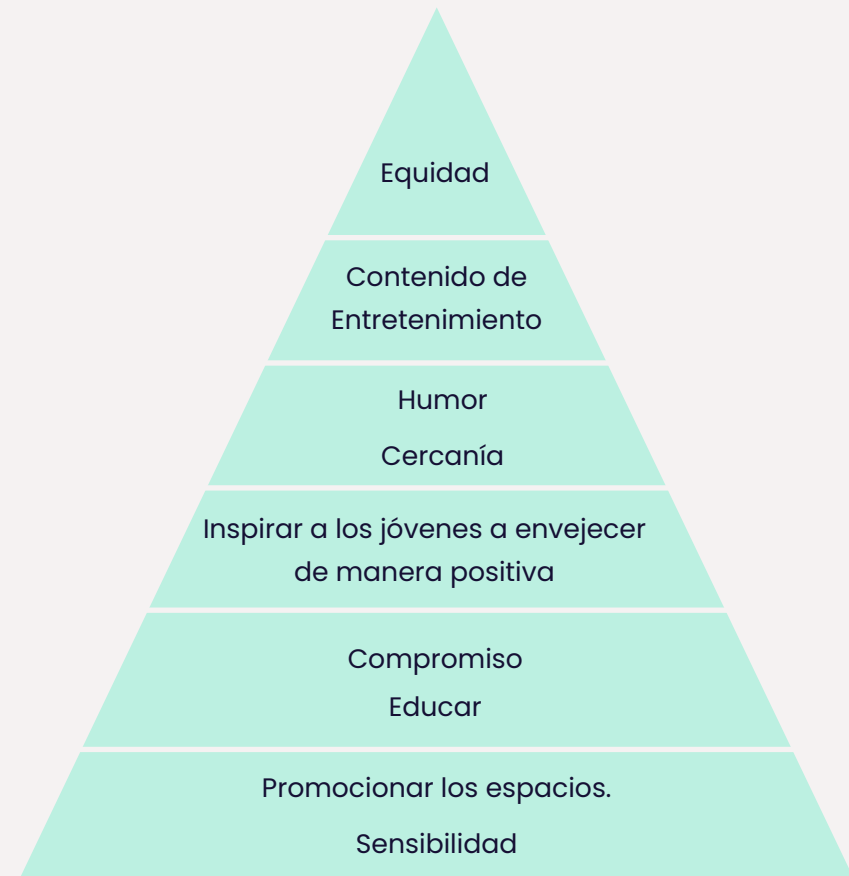 Equidad
Contenido de
Entretenimiento
Humor
Cercanía
Inspirar a los jóvenes a envejecer
de manera positiva
Compromiso
Educar
Promocionar los espacios.
Sensibilidad